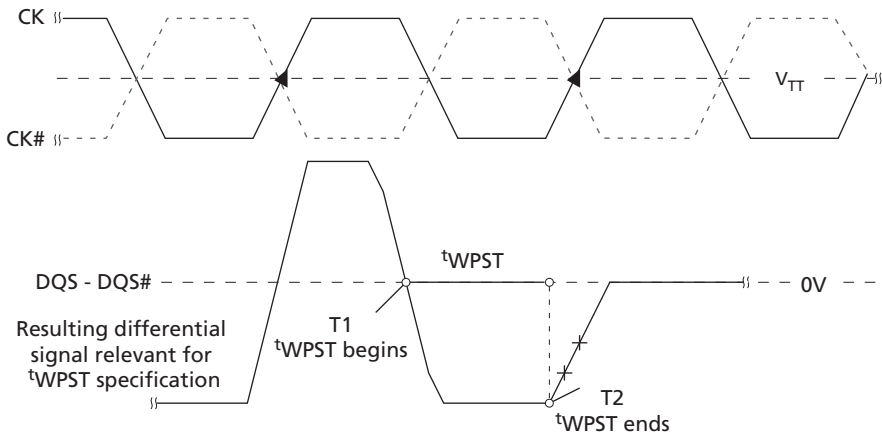 CK
VTT
CK#
tWPST
DQS - DQS#
0V
Resulting differential
signal relevant for
tWPST specification
T1
tWPST begins
T2
tWPST ends